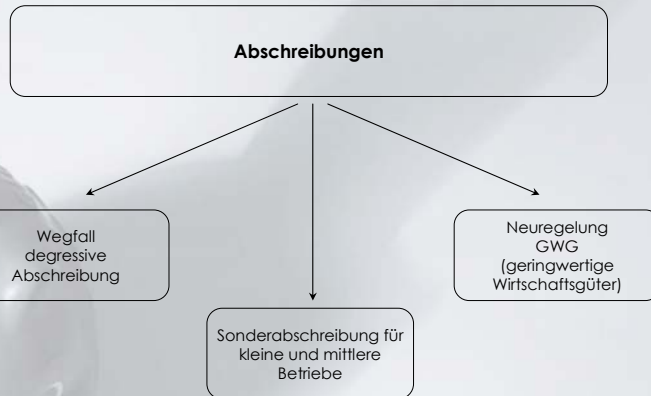 Abschreibungen
Wegfall
degressive
Abschreibung
Sonderabschreibung für
kleine und mittlere
Betriebe
Neuregelung
GWG
(geringwertige
Wirtschaftsgüter)